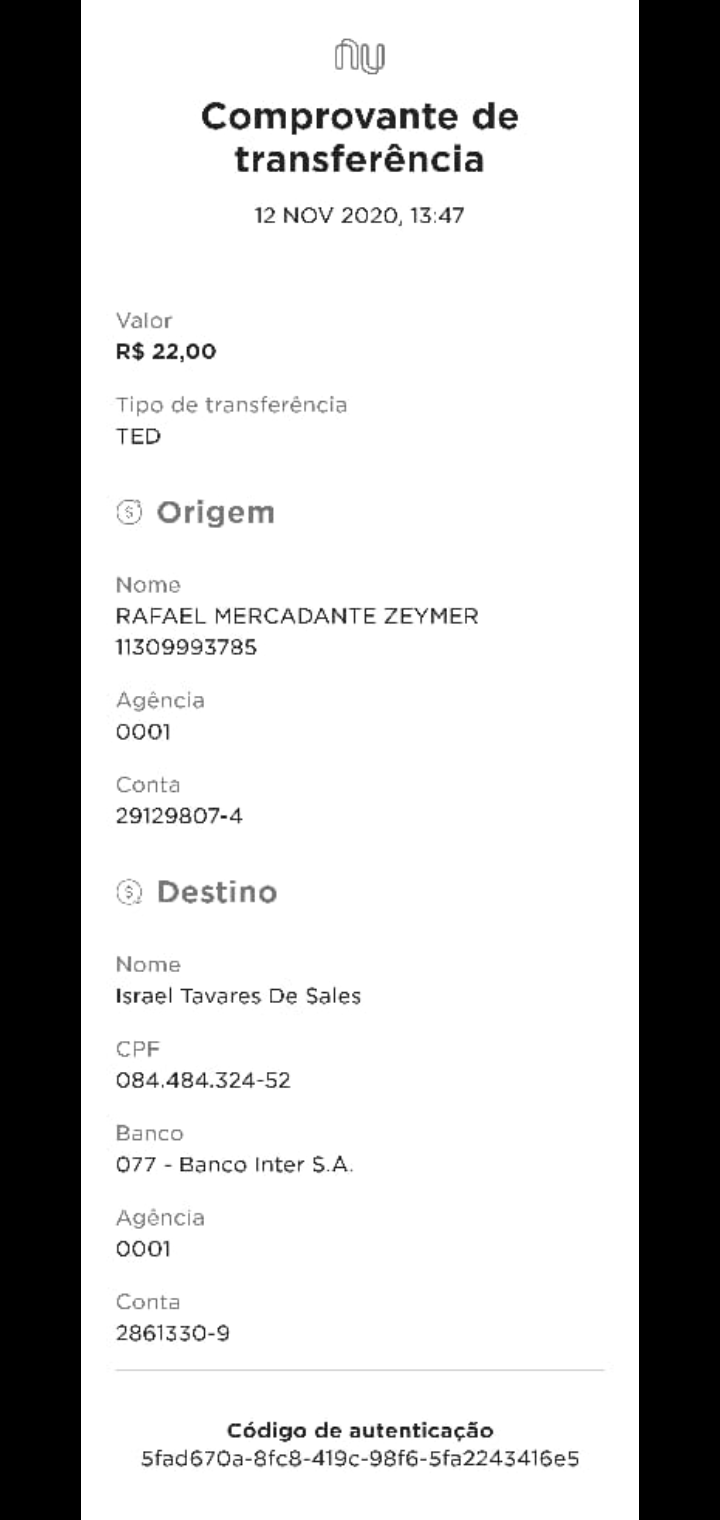 nu
Comprovante de
transferência
12 NOV 2020, 13:47
Valor
R$ 22,00
Tipo de transferência
TED
Origem
Nome
RAFAEL MERCADANTE ZEYMER
11309993785
Agência
0001
Conta
29129807-4
Destino
Nome
Israel Tavares De Sales
CPF
084.484.324-52
Banco
077 - Banco Inter S.A.
Agência
0001
Conta
2861330-9
Código de autenticação
5fad670a-8fc8-419c-98f6-5fa2243416e5